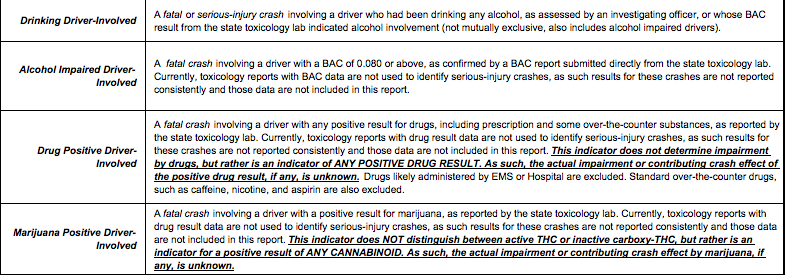 Drinking Driver-Involved
A fatal or serious-injury crash involving a driver who had been drinking any alcohol, as assessed by an investigating officer, or whose BAC
result from the state toxicology lab indicated alcohol involvement (not mutually exclusive, also includes alcohol impaired drivers).
Alcohol Impaired Driver-
Involved
A fatal crash involving a driver with a BAC of 0.080 or above, as confirmed by a BAC report submitted directly from the state toxicology lab.
Currently, toxicology reports with BAC data are not used to identify serious-injury crashes, as such results for these crashes are not reported
consistently and those data are not included in this report.
Drug Positive Driver-
Involved
A fatal crash involving a driver with any positive result for drugs, including prescription and some over-the-counter substances, as reported by
the state toxicology lab. Currently, toxicology reports with drug result data are not used to identify serious-injury crashes, as such results for
these crashes are not reported consistently and those data are not included in this report. This indicator does not determine impairment
by drugs, but rather is an indicator of ANY POSITIVE DRUG RESULT. As such, the actual impairment or contributing crash effect of
the positive drug result, if any, is unknown. Drugs likely administered by EMS or Hospital are excluded. Standard over-the-counter drugs,
such as caffeine, nicotine, and aspirin are also excluded.
Marijuana Positive Driver-
Involved
A fatal crash involving a driver with a positive result for marijuana, as reported by the state toxicology lab. Currently, toxicology reports with
drug result data are not used to identify serious-injury crashes, as such results for these crashes are not reported consistently and those data
are not included in this report. This indicator does NOT distinguish between active THC or inactive carboxy-THC, but rather is an
indicator for a positive result of ANY CANNABINOID. As such, the actual impairment or contributing crash effect by marijuana, if
any, is unknown.